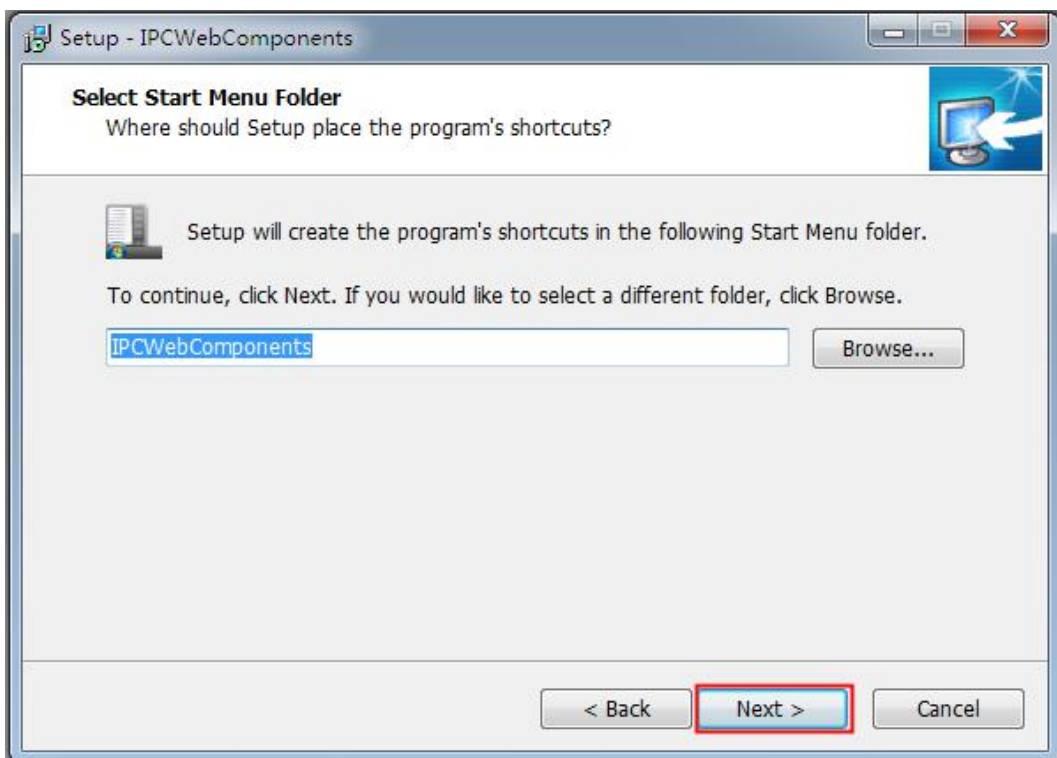 Setup - IPCWebComponents
Select Start Menu Folder
Where should Setup place the program's shortcuts?
Setup will create the program's shortcuts in the following Start Menu folder.
To continue, click Next. If you would like to select a different folder, click Browse.
IPCWebComponents
Browse...
< Back
Next >
Cancel